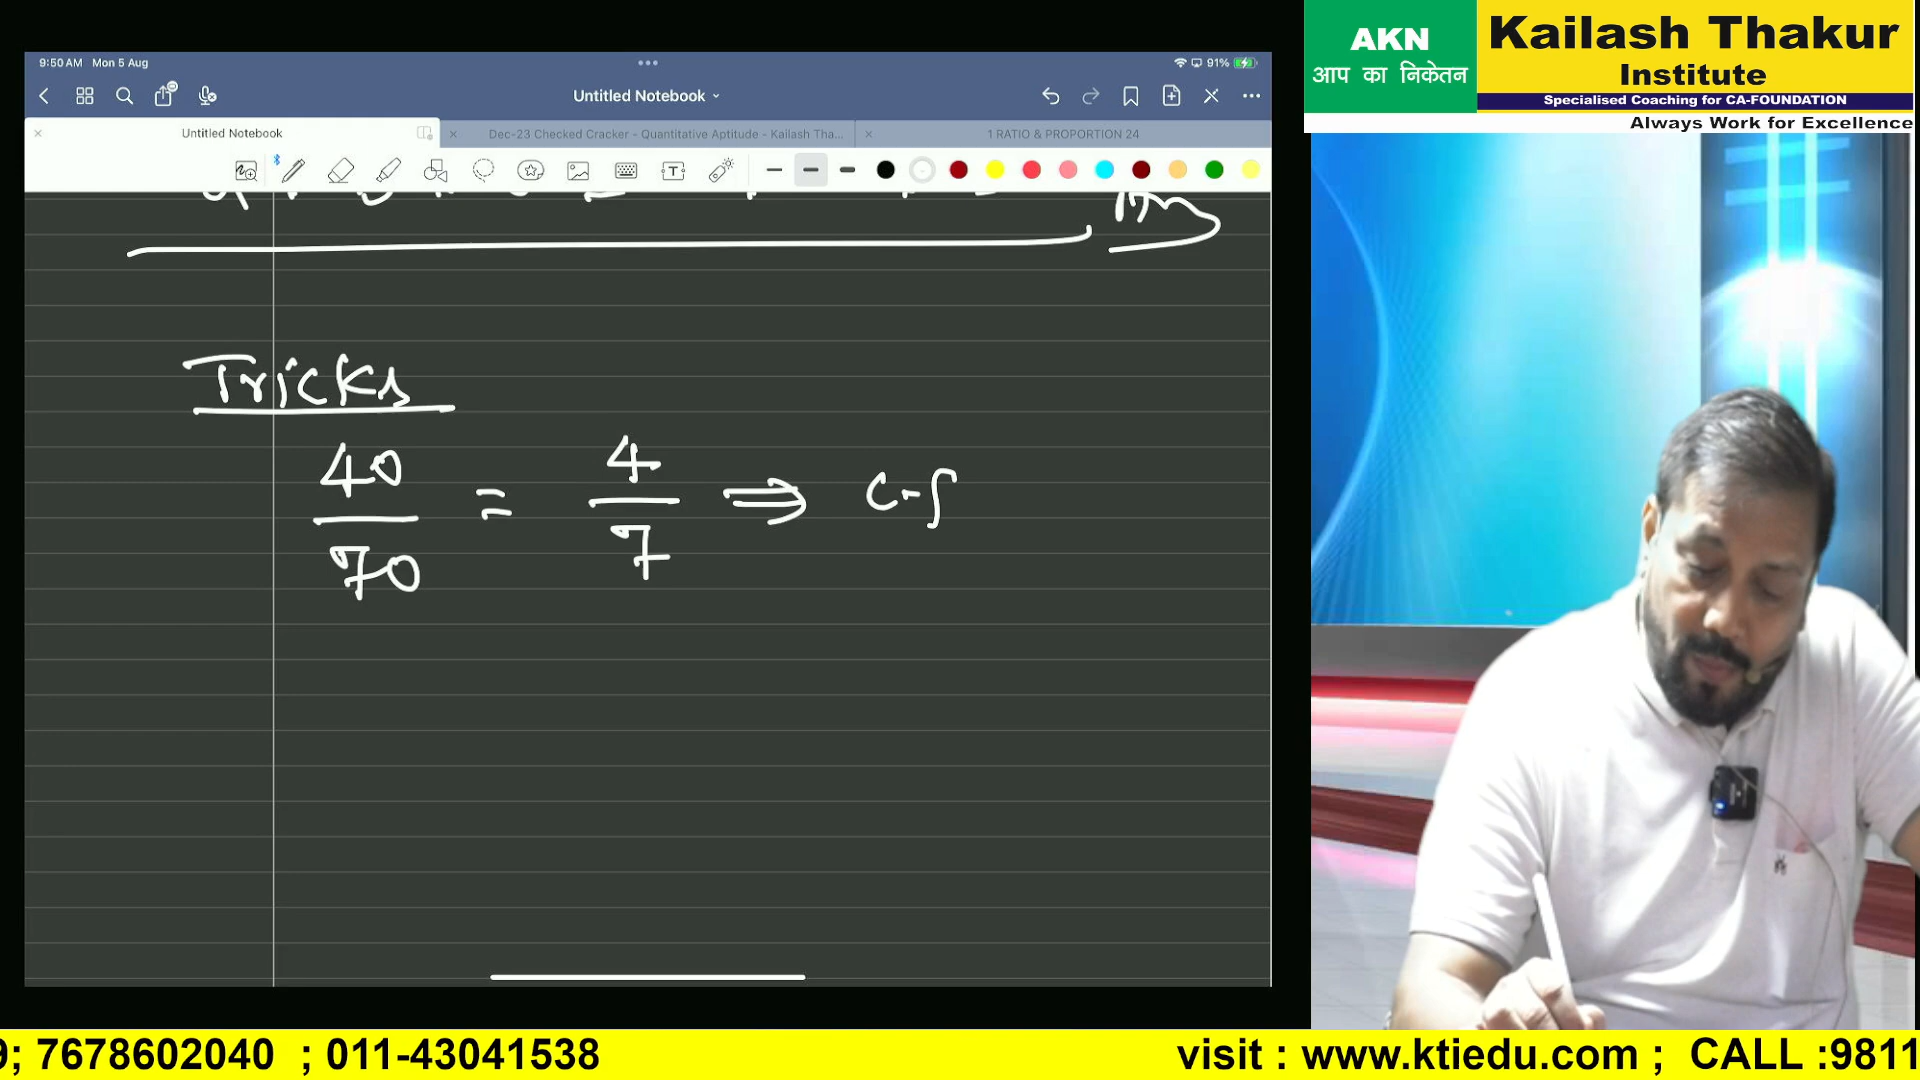 AKN
आप का निकेतन
Kailash Thakur
Institute
Specialised Coaching for CA-FOUNDATION
Always Work for Excellence
9:50 AM Mon 5 Aug
91%
Untitled Notebook
Untitled Notebook
Dec-23 Checked Cracker - Quantitative Aptitude - Kailash Tha...
1 RATIO & PROPORTION 24
Tricks
40/70 = 4/7 ⇒ C-f
9; 7678602040 ; 011-43041538
visit : www.ktiedu.com ; CALL :9811